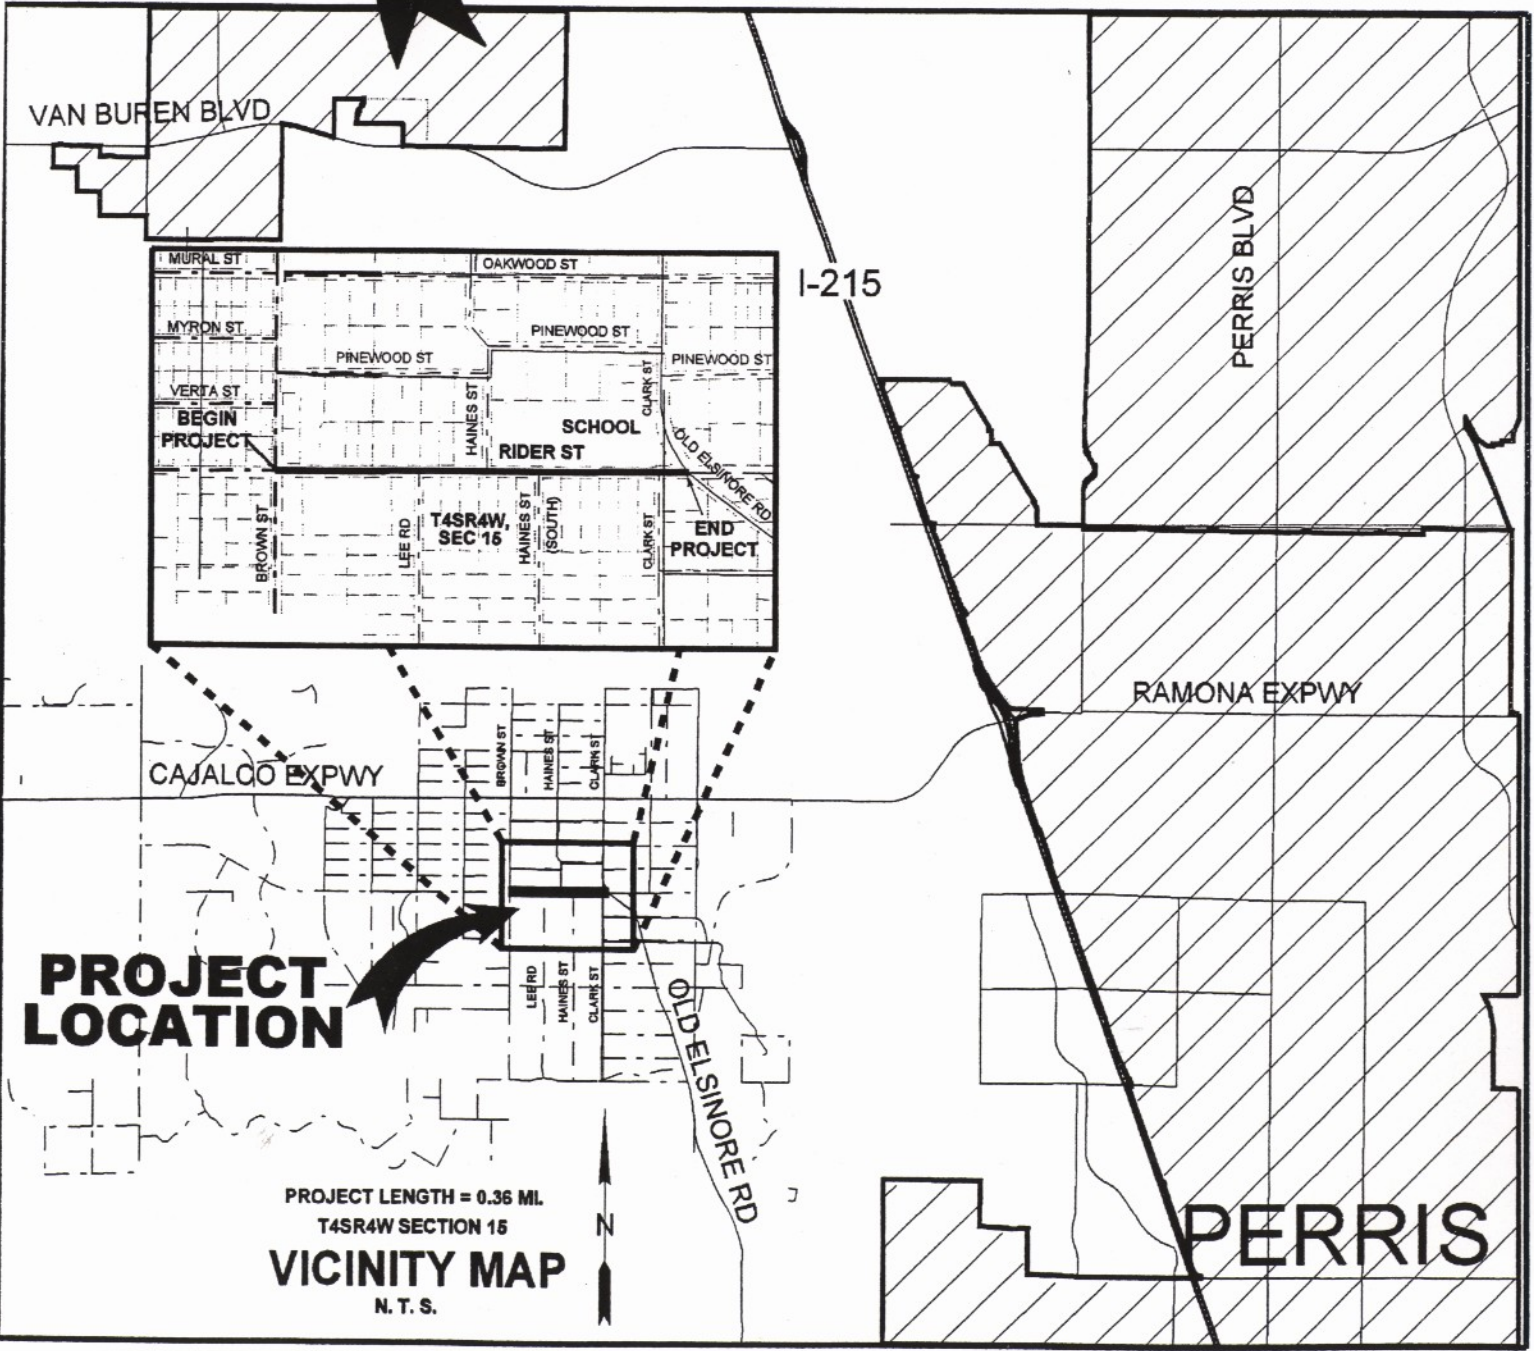 VAN BUREN BLVD
I-215
PERRIS BLVD
MURAL ST
OAKWOOD ST
MYRON ST
PINEWOOD ST
PINEWOOD ST
PINEWOOD ST
VERTA ST
HAINES ST
CLARK ST
BEGIN
PROJECT
SCHOOL
RIDER ST
OLD ELSINORE RD
BROWN ST
LEE RD
T4SR4W,
SEC 15
HAINES ST
(SOUTH)
CLARK ST
END
PROJECT
RAMONA EXPWY
CAJALCO EXPWY
BROWN ST
HAINES ST
CLARK ST
PROJECT
LOCATION
LEE RD
HAINES ST
CLARK ST
OLD ELSINORE RD
PROJECT LENGTH = 0.36 MI.
T4SR4W SECTION 15
VICINITY MAP
N. T. S.
N
PERRIS